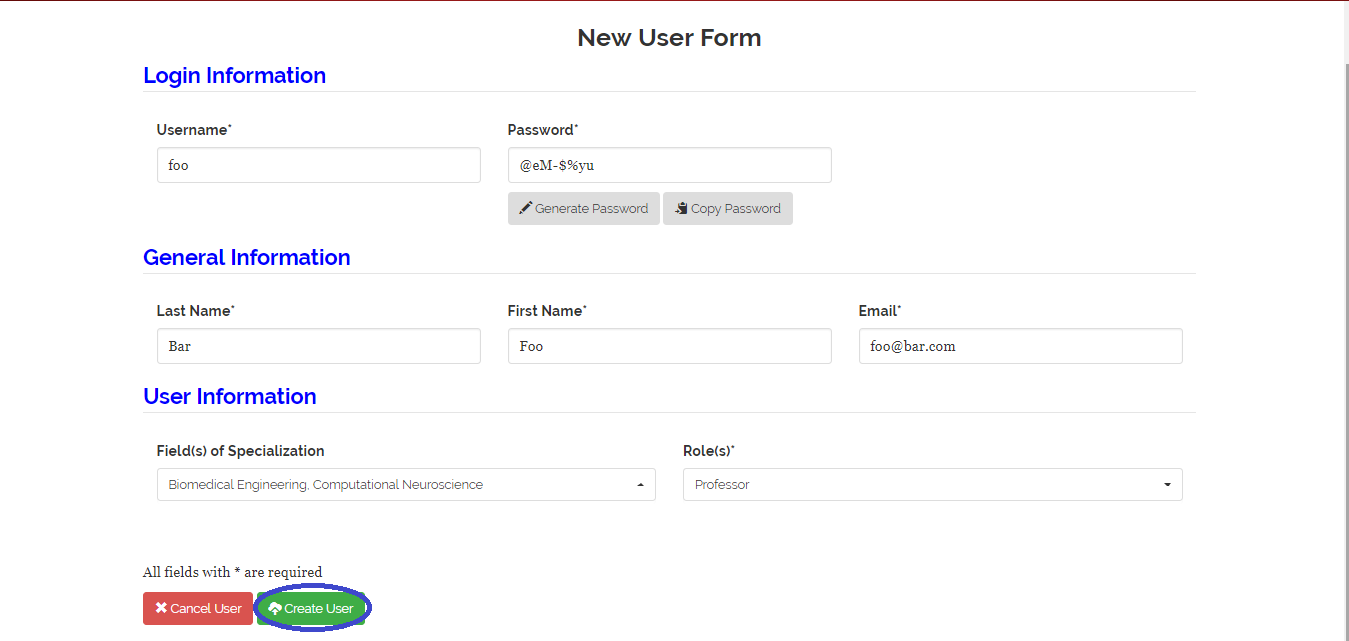 New User Form
Login Information
Username* Password*
foo @eM-$%yu
Generate Password Copy Password
General Information
Last Name* First Name* Email*
Bar Foo foo@bar.com
User Information
Field(s) of Specialization Role(s)*
Biomedical Engineering, Computational Neuroscience Professor
All fields with * are required
Cancel User Create User